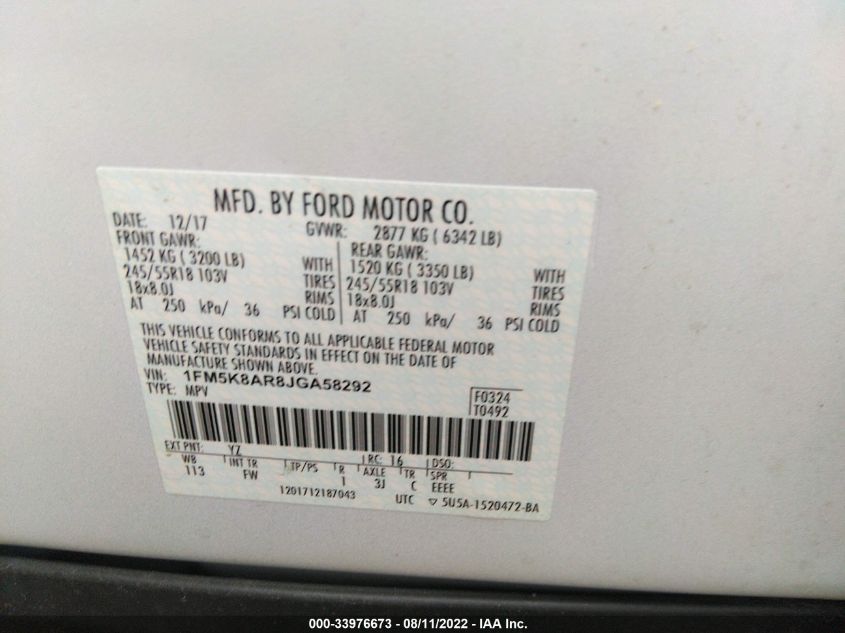 MFD. BY FORD MOTOR CO.
DATE: 12/17 GVWR: 2877 KG ( 6342 LB)
FRONT GAWR: REAR GAWR:
1452 KG ( 3200 LB) WITH 1520 KG ( 3350 LB) WITH
245/55R18 103V TIRES 245/55R18 103V TIRES
18x8.0J RIMS 18x8.0J RIMS
AT 250 kPa/ 36 PSI COLD AT 250 kPa/ 36 PSI COLD
THIS VEHICLE CONFORMS TO ALL APPLICABLE FEDERAL MOTOR
VEHICLE SAFETY STANDARDS IN EFFECT ON THE DATE OF
MANUFACTURE SHOWN ABOVE.
VIN: 1FM5K8AR8JGA58292
TYPE: MPV
F0324
T0492
EXT PNT: YZ RC: 16 DSO:
WB INT TR TP/PS R AXLE TR SPR
113 FW 1 3J C EEEE
1201712187043 UTC ▽ 5U5A-1520472-BA
000-33976673 - 08/11/2022 - IAA Inc.